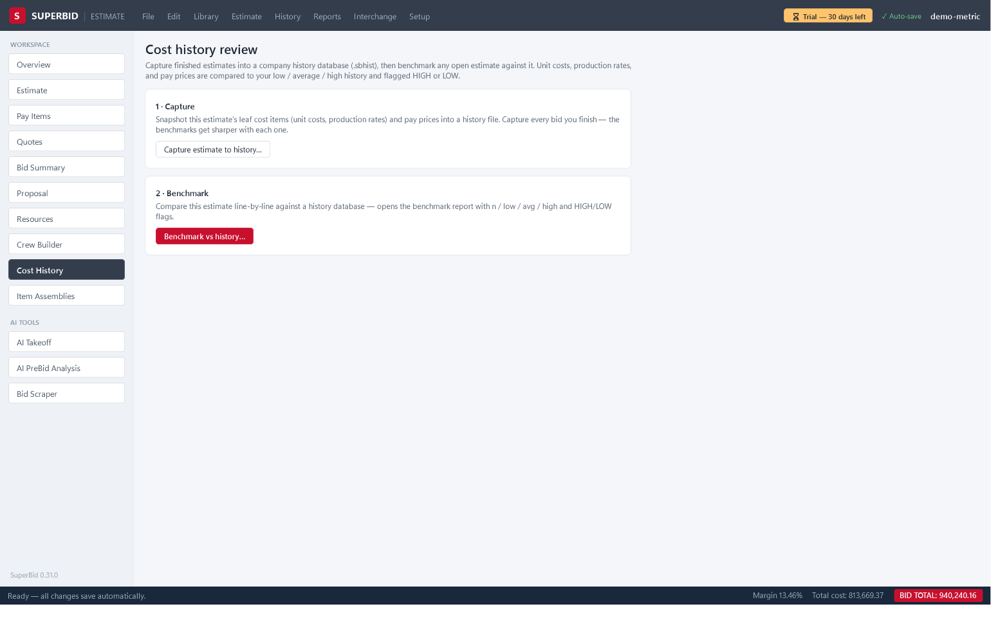 S SUPERBID ESTIMATE File Edit Library Estimate History Reports Interchange Setup Trial — 30 days left ✓ Auto-save demo-metric
WORKSPACE
Overview
Estimate
Pay Items
Quotes
Bid Summary
Proposal
Resources
Crew Builder
Cost History
Item Assemblies
AI TOOLS
AI Takeoff
AI PreBid Analysis
Bid Scraper
SuperBid 0.31.0
Cost history review
Capture finished estimates into a company history database (.sbhist), then benchmark any open estimate against it. Unit costs, production rates,
and pay prices are compared to your low / average / high history and flagged HIGH or LOW.
1 · Capture
Snapshot this estimate's leaf cost items (unit costs, production rates) and pay prices into a history file. Capture every bid you finish — the
benchmarks get sharper with each one.
Capture estimate to history...
2 · Benchmark
Compare this estimate line-by-line against a history database — opens the benchmark report with n / low / avg / high and HIGH/LOW
flags.
Benchmark vs history...
Ready — all changes save automatically. Margin 13.46% Total cost: 813,669.37 BID TOTAL: 940,240.16